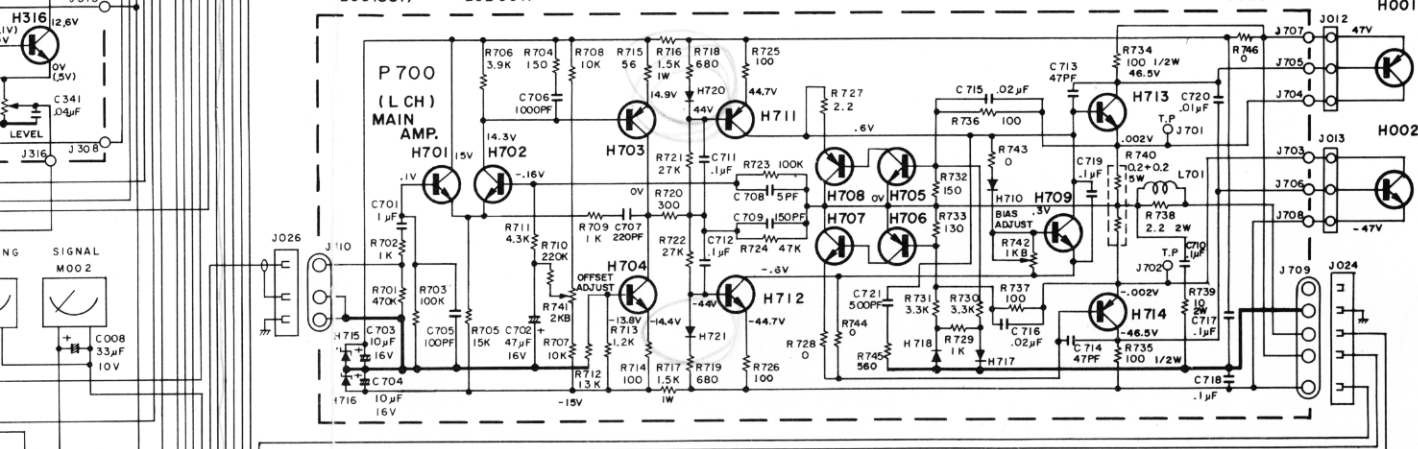 H316
12,6V
0V
(,5V)
C341
.04µF
LEVEL
J316
J308
SIGNAL
M002
C008
33µF
10V
J026
P700
(L CH)
MAIN
AMP.
R706
3.9K
R704
150
R708
10K
C706
1000PF
R715
56
R716
1.5K
1W
R718
680
R725
100
14.9V
H720
44V
44.7V
H711
H703
14.3V
H701
15V
H702
.1V
-.16V
C701
1µF
R702
1K
R701
470K
R703
100K
C705
100PF
R705
15K
R711
4.3K
R710
220K
C702
47µF
16V
R741
2KB
R707
10K
H715
C703
10µF
16V
H716
C704
10µF
16V
R709
1K
C707
220PF
0V
R720
300
R721
27K
C711
.1µF
R722
27K
C712
.1µF
R723 100K
C708 5PF
C709 150PF
R724 47K
OFFSET
ADJUST
H704
-13.8V
-14.4V
R713
1.2K
R712
13K
R714
100
R717
1.5K
1W
R719
680
H721
-44V
H712
-44.7V
R726
100
-15V
R727
2.2
.6V
H708 0V H705
H707 H706
-.6V
R728
0
R744
0
C721
500PF
R745
560
R731
3.3K
R730
3.3K
H718
R729
1K
H717
C715 .02µF
R736 100
R732
150
R733
130
R743
0
H710
BIAS
ADJUST
R742
1KB
H709
.3V
R737
100
C716
.02µF
C713
47PF
C719
.1µF
R734
100 1/2W
46.5V
H713
.002V
C720
.01µF
T.P
J701
R740
0.2+0.2
5W
L701
R738
2.2 2W
J702
T.P
-.002V
H714
-46.5V
C714
47PF
R735
100 1/2W
C710
.1µF
R739
10
2W
C717
.1µF
C718
.1µF
R746
0
J707
J705
J704
J703
J706
J708
J709
J012
47V
J013
-47V
J024
H001
H002